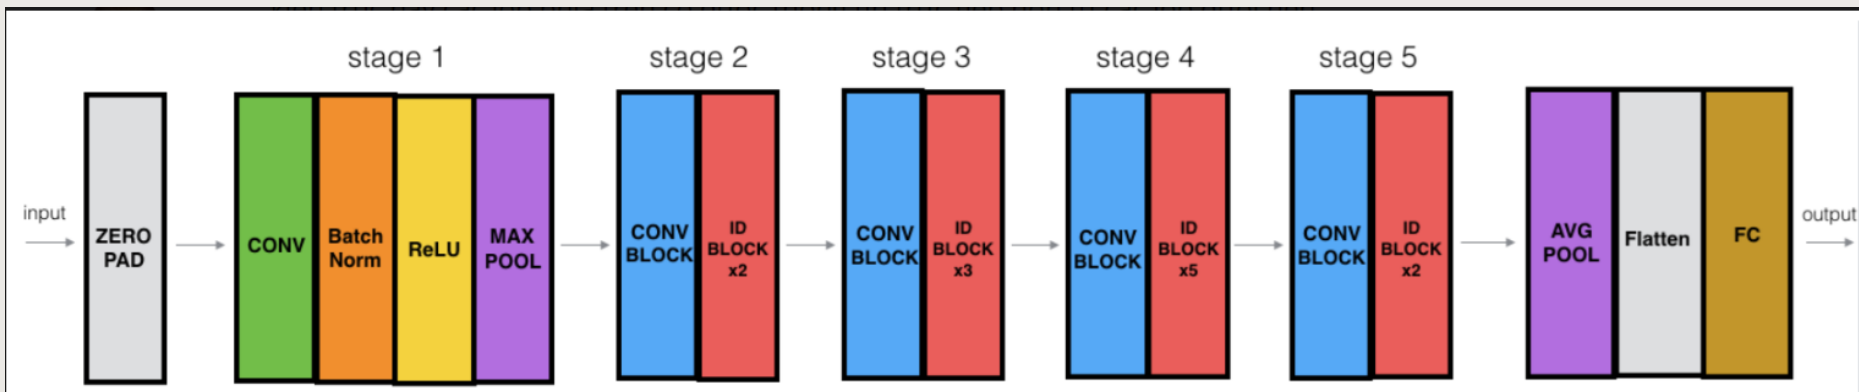 stage 1
stage 2
stage 3
stage 4
stage 5
input
ZERO
PAD
CONV
Batch
Norm
ReLU
MAX
POOL
CONV
BLOCK
ID
BLOCK
x2
CONV
BLOCK
ID
BLOCK
x3
CONV
BLOCK
ID
BLOCK
x5
CONV
BLOCK
ID
BLOCK
x2
AVG
POOL
Flatten
FC
output